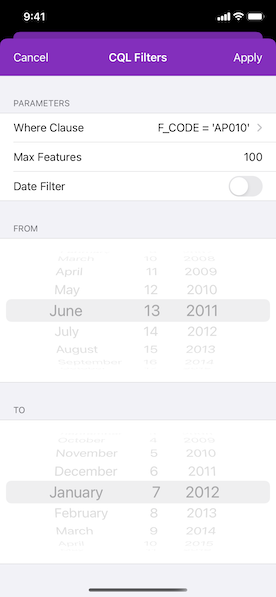 9:41
Cancel CQL Filters Apply
PARAMETERS
Where Clause F_CODE = 'AP010'
Max Features 100
Date Filter
FROM
March 10 2008
April 11 2009
May 12 2010
June 13 2011
July 14 2012
August 15 2013
September 16 2014
TO
October 4 2009
November 5 2010
December 6 2011
January 7 2012
February 8 2013
March 9 2014
April 10 2015